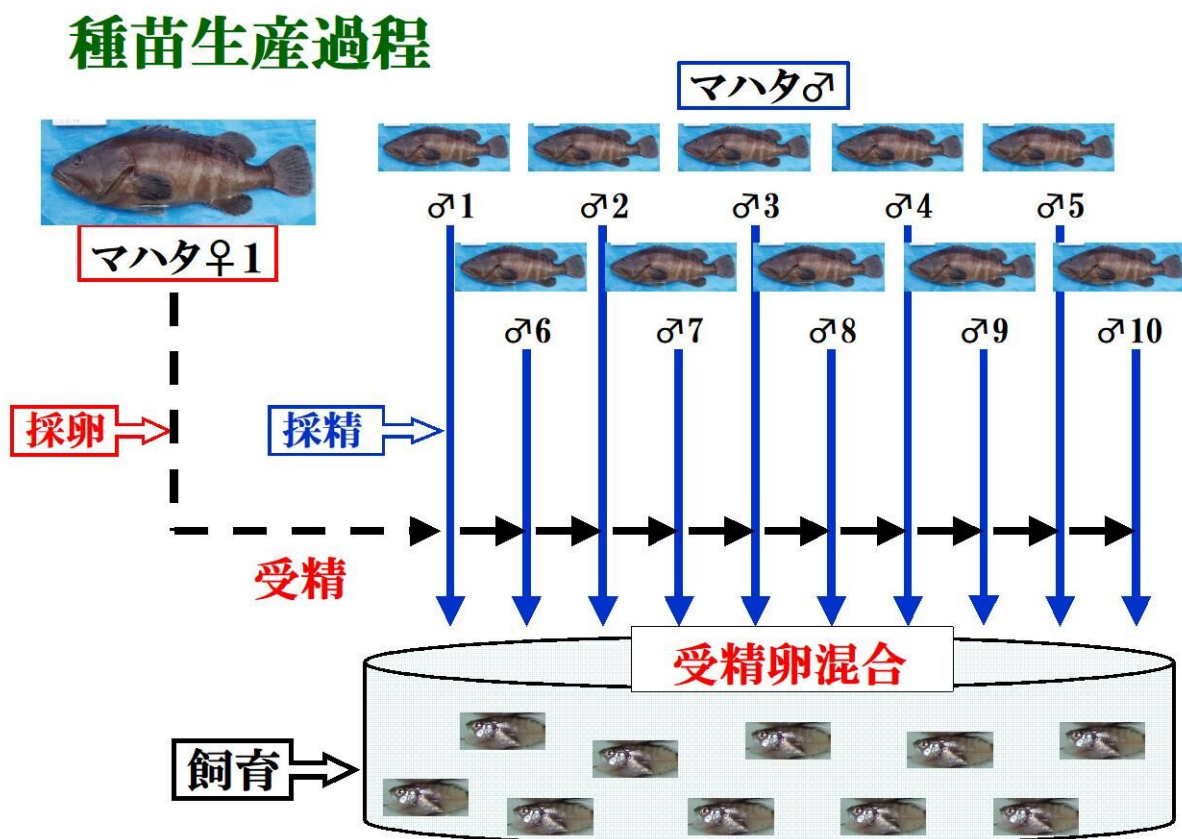 種苗生産過程
マハタ♂
マハタ♀1
♂1
♂2
♂3
♂4
♂5
♂6
♂7
♂8
♂9
♂10
採卵
採精
受精
受精卵混合
飼育